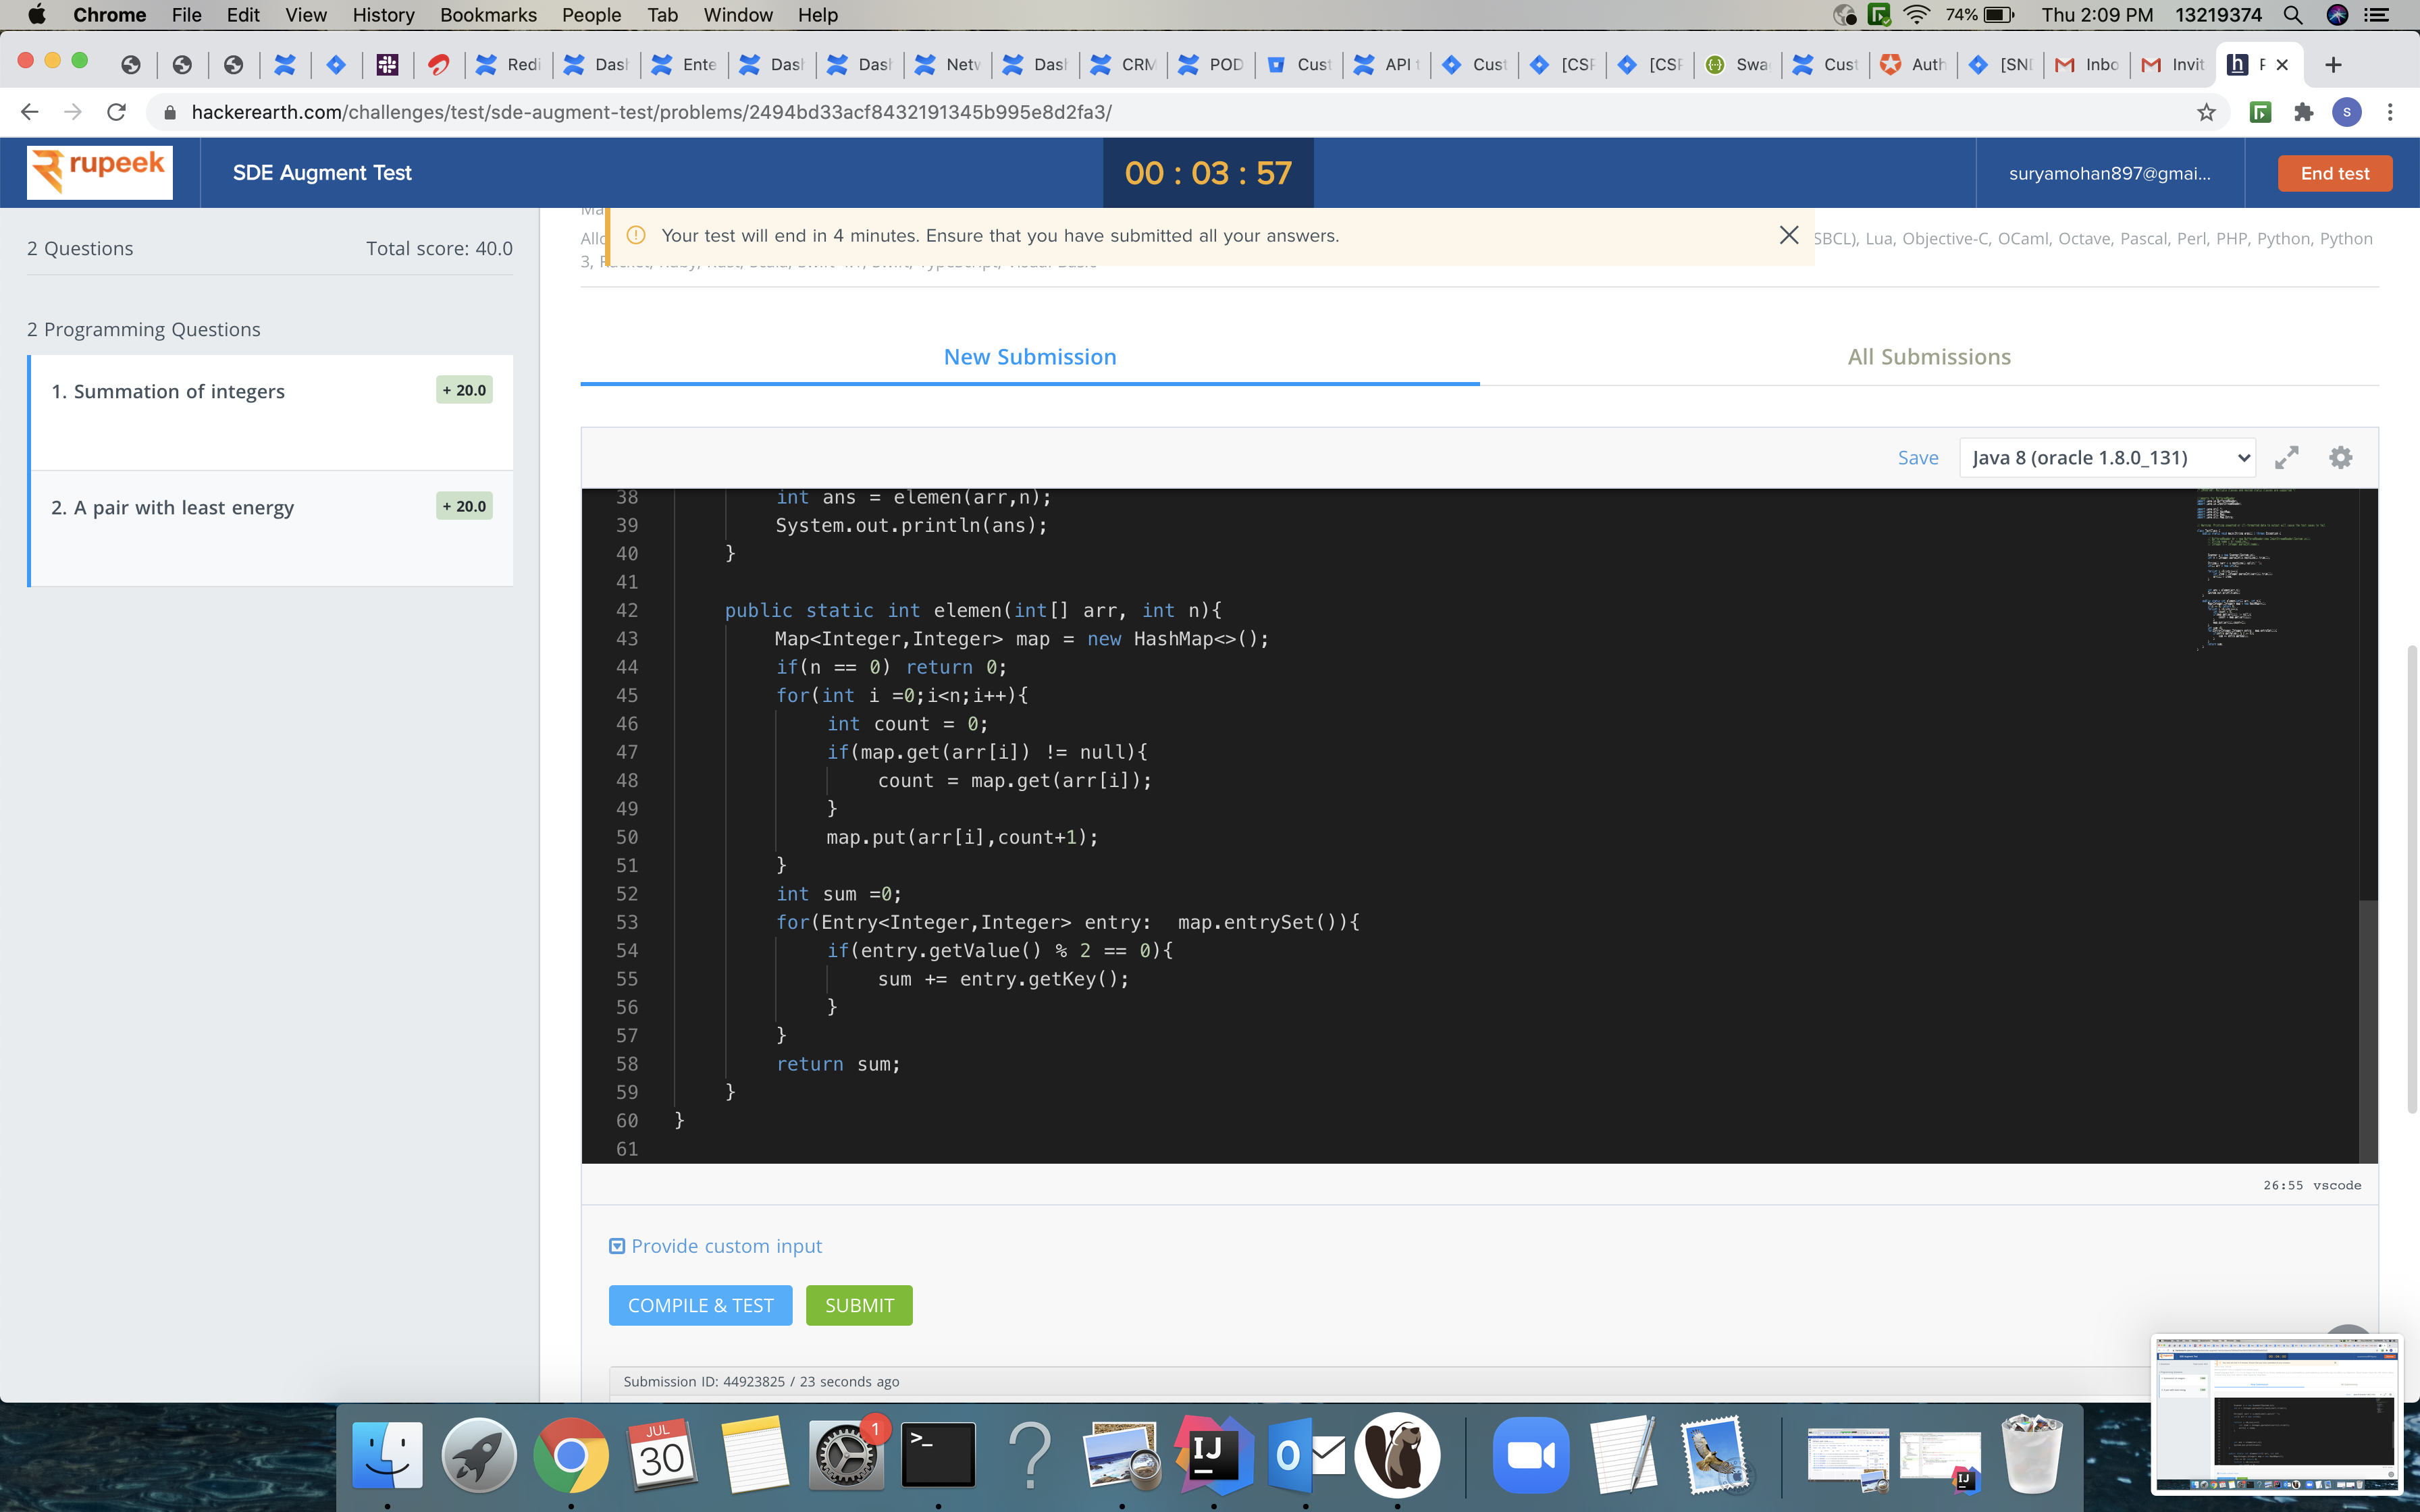 Chrome File Edit View History Bookmarks People Tab Window Help 74% Thu 2:09 PM 13219374
Redi Das Ente Das Das Netw Das CRM POD Cust API Cust [CSF [CSF Swa Cust Auth [SN Inbo Invit
hackerearth.com/challenges/test/sde-augment-test/problems/2494bd33acf8432191345b995e8d2fa3/ s
rupeek SDE Augment Test 00 : 03 : 57 suryamohan897@gmai... End test
Your test will end in 4 minutes. Ensure that you have submitted all your answers.
SBCL), Lua, Objective-C, OCaml, Octave, Pascal, Perl, PHP, Python, Python
2 Questions Total score: 40.0
2 Programming Questions
1. Summation of integers + 20.0
2. A pair with least energy + 20.0
New Submission All Submissions
Save Java 8 (oracle 1.8.0_131)
38 int ans = elemen(arr,n);
39 System.out.println(ans);
40 }
41
42 public static int elemen(int[] arr, int n){
43 Map<Integer,Integer> map = new HashMap<>();
44 if(n == 0) return 0;
45 for(int i =0;i<n;i++){
46 int count = 0;
47 if(map.get(arr[i]) != null){
48 count = map.get(arr[i]);
49 }
50 map.put(arr[i],count+1);
51 }
52 int sum =0;
53 for(Entry<Integer,Integer> entry: map.entrySet()){
54 if(entry.getValue() % 2 == 0){
55 sum += entry.getKey();
56 }
57 }
58 return sum;
59 }
60 }
61
26:55 vscode
Provide custom input
COMPILE & TEST SUBMIT
Submission ID: 44923825 / 23 seconds ago
JUL
30
1
IJ